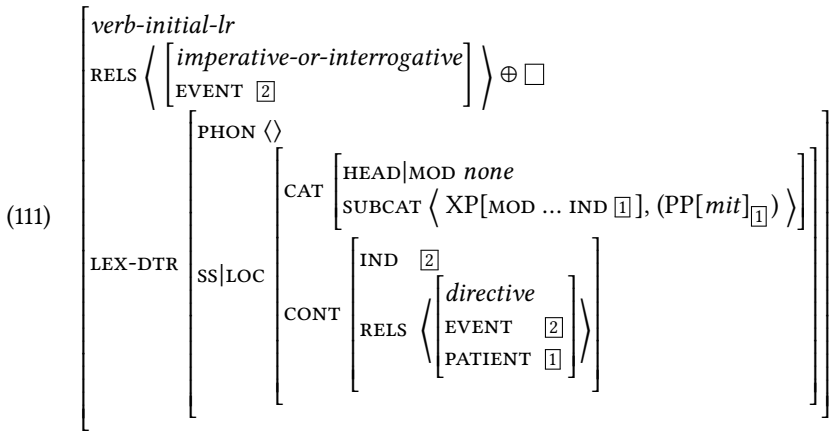 (111)
verb-initial-lr
RELS ⟨ [imperative-or-interrogative
EVENT [2]] ⟩ ⊕ □
LEX-DTR
PHON ⟨⟩
SS|LOC
CAT
HEAD|MOD none
SUBCAT ⟨ XP[MOD ... IND [1]], (PP[mit][1]) ⟩
CONT
IND [2]
RELS ⟨ [directive
EVENT [2]
PATIENT [1]] ⟩